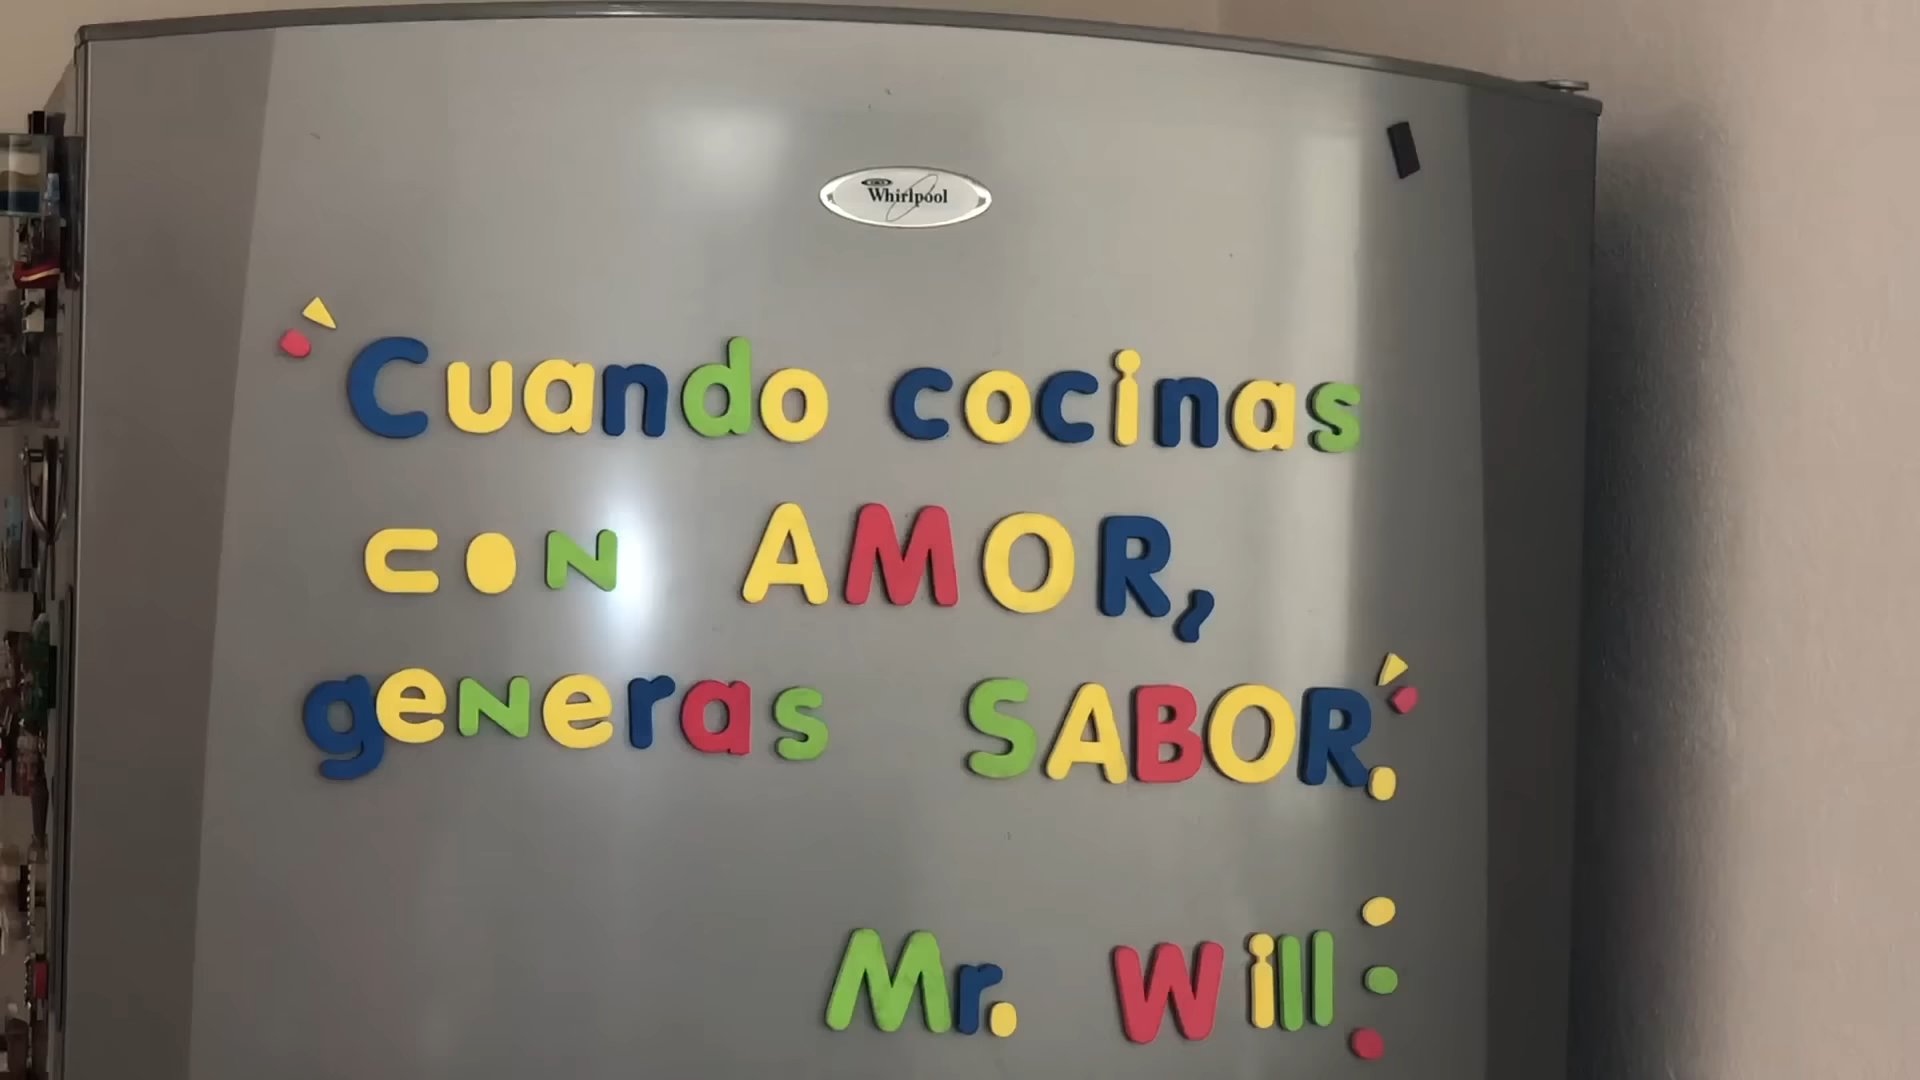 Whirlpool
"Cuando cocinas
con AMOR,
generas SABOR".
Mr. Will